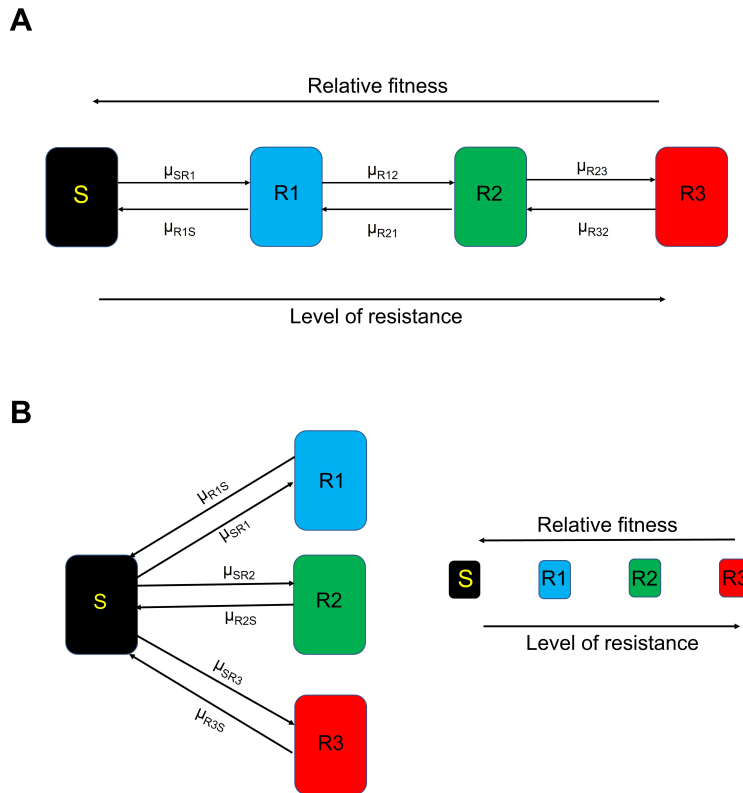 A
Relative fitness
S
μSR1
μR1S
R1
μR12
μR21
R2
μR23
μR32
R3
Level of resistance
B
μR1S
μSR1
R1
S
μSR2
μR2S
R2
μSR3
μR3S
R3
Relative fitness
S
R1
R2
R3
Level of resistance